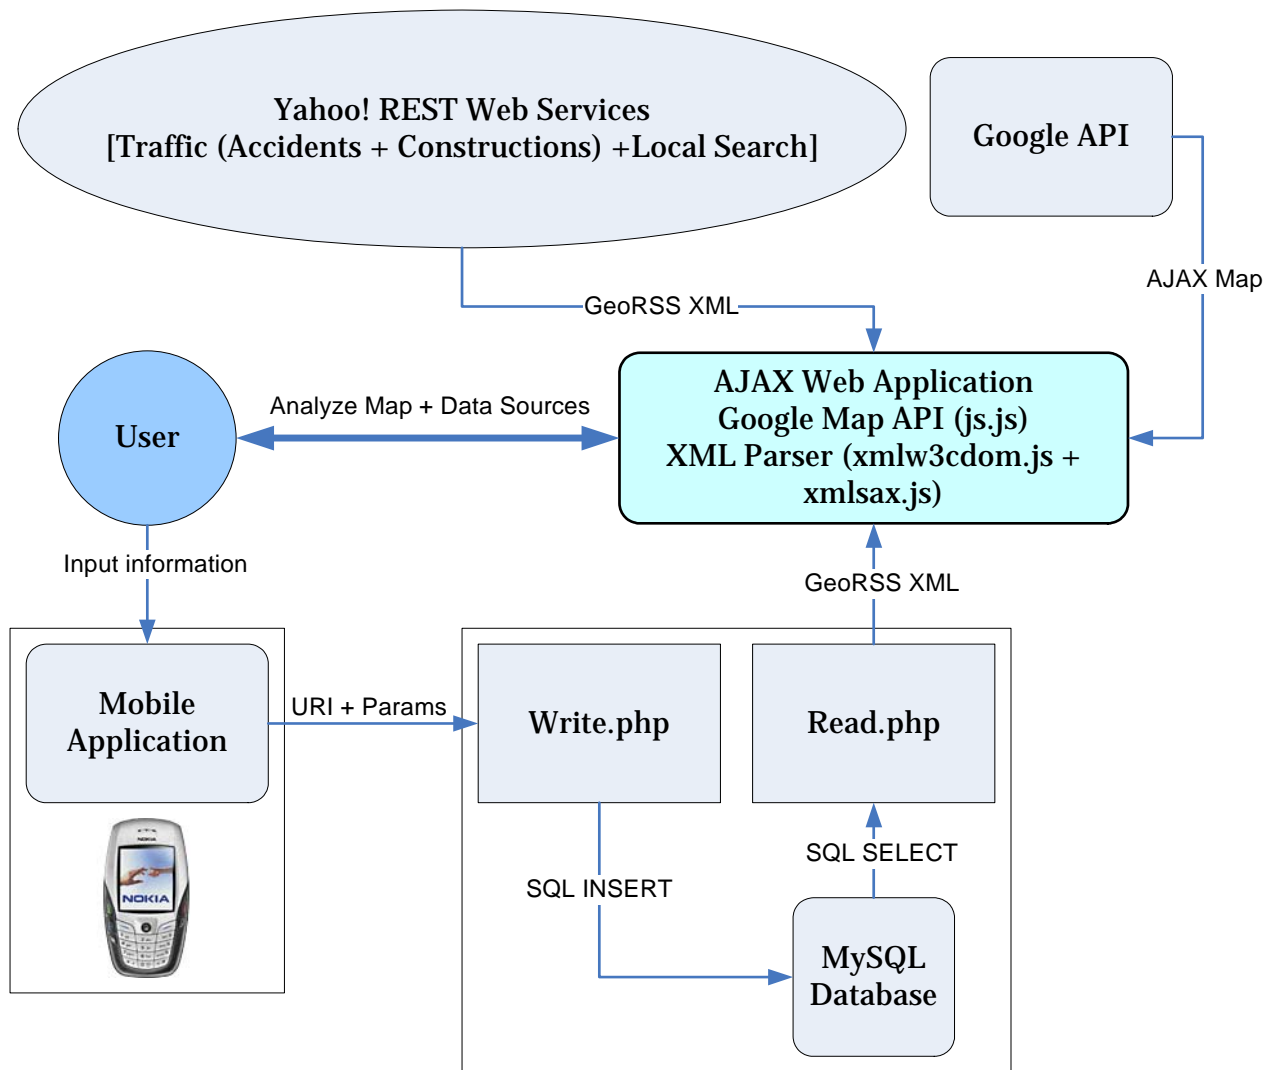 Yahoo! REST Web Services
[Traffic (Accidents + Constructions) +Local Search]
Google API
AJAX Map
GeoRSS XML
AJAX Web Application
Google Map API (js.js)
XML Parser (xmlw3cdom.js +
xmlsax.js)
Analyze Map + Data Sources
User
Input information
GeoRSS XML
Mobile
Application
URI + Params
Write.php
Read.php
SQL INSERT
SQL SELECT
MySQL
Database
NOKIA
NOKIA